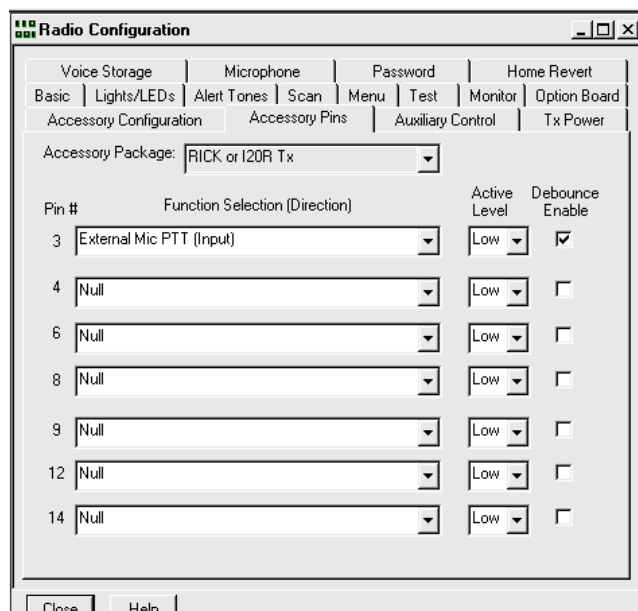 Radio Configuration
Voice Storage Microphone Password Home Revert
Basic Lights/LEDs Alert Tones Scan Menu Test Monitor Option Board
Accessory Configuration Accessory Pins Auxiliary Control Tx Power
Accessory Package: RICK or I20R Tx
Pin # Function Selection (Direction) Active Level Debounce Enable
3 External Mic PTT (Input) Low
4 Null Low
6 Null Low
8 Null Low
9 Null Low
12 Null Low
14 Null Low
Close Help